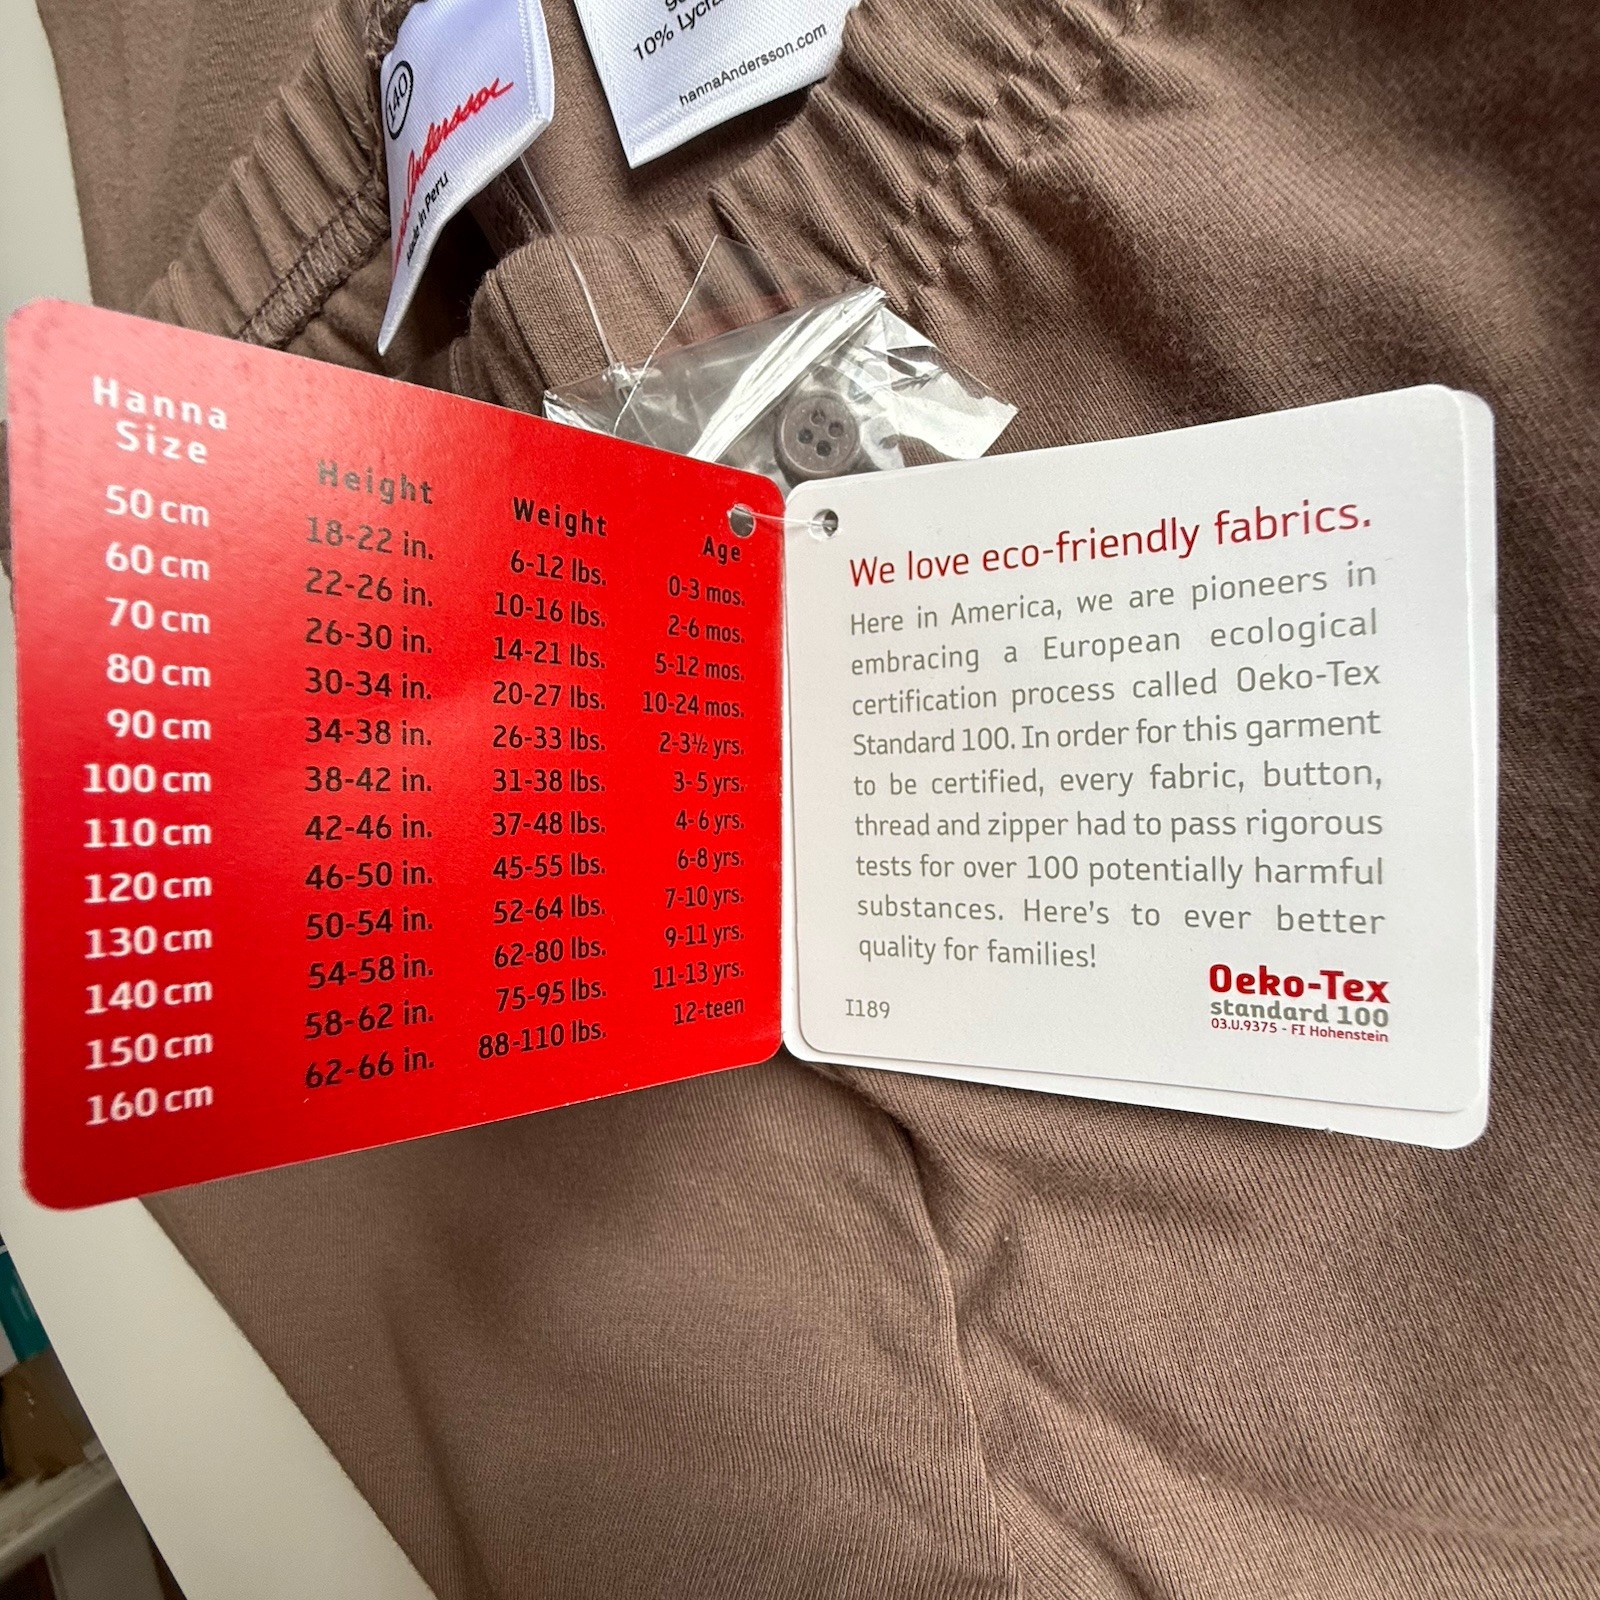 140
Andersson
Made in Peru
10% Lycra
hannaAndersson.com
Hanna Size Height Weight Age
50 cm 18-22 in. 6-12 lbs. 0-3 mos.
60 cm 22-26 in. 10-16 lbs. 2-6 mos.
70 cm 26-30 in. 14-21 lbs. 5-12 mos.
80 cm 30-34 in. 20-27 lbs. 10-24 mos.
90 cm 34-38 in. 26-33 lbs. 2-3½ yrs.
100 cm 38-42 in. 31-38 lbs. 3-5 yrs.
110 cm 42-46 in. 37-48 lbs. 4-6 yrs.
120 cm 46-50 in. 45-55 lbs. 6-8 yrs.
130 cm 50-54 in. 52-64 lbs. 7-10 yrs.
140 cm 54-58 in. 62-80 lbs. 9-11 yrs.
150 cm 58-62 in. 75-95 lbs. 11-13 yrs.
160 cm 62-66 in. 88-110 lbs. 12-teen
We love eco-friendly fabrics.
Here in America, we are pioneers in
embracing a European ecological
certification process called Oeko-Tex
Standard 100. In order for this garment
to be certified, every fabric, button,
thread and zipper had to pass rigorous
tests for over 100 potentially harmful
substances. Here's to ever better
quality for families!
I189
Oeko-Tex
standard 100
03.U.9375 - FI Hohenstein